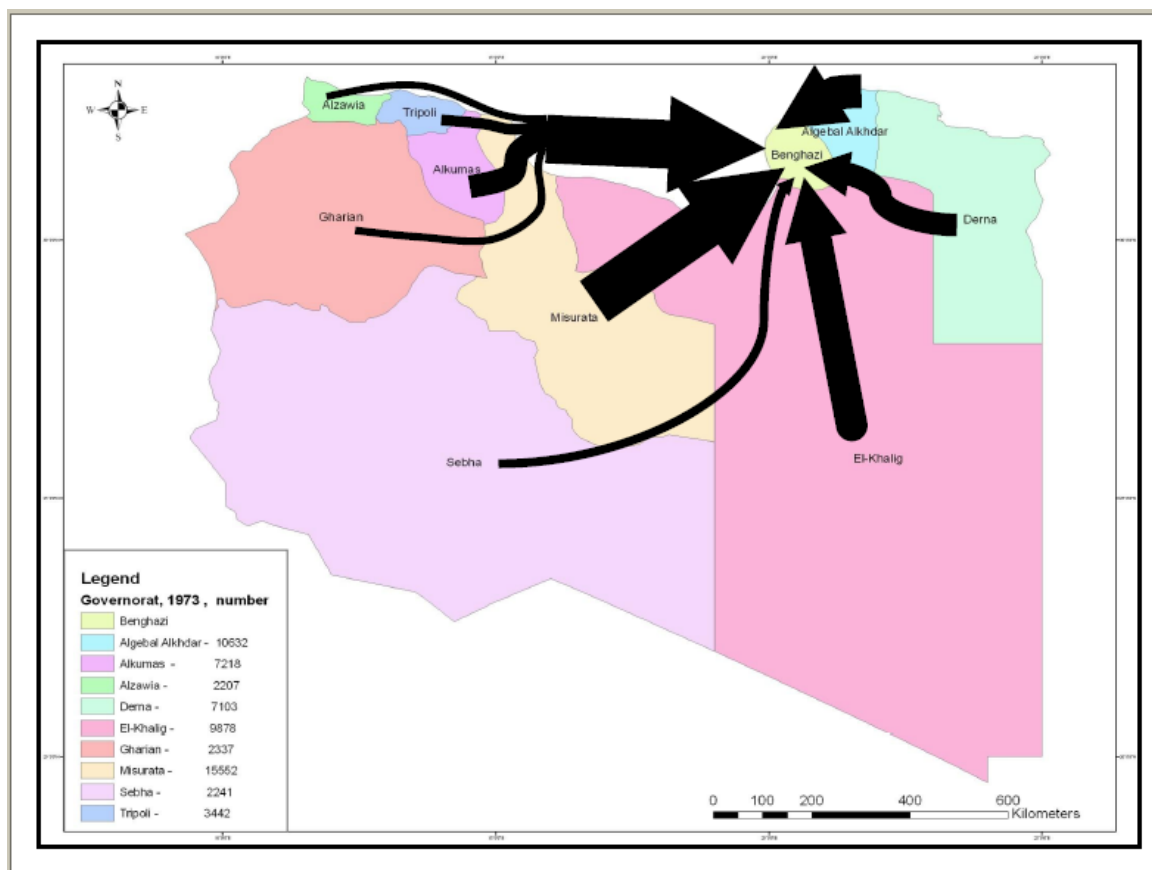 N
W E
S
Alzawia
Tripoli
Algebal Alkhdar
Benghazi
Alkumas
Gharian
Derna
Misurata
Sebha
El-Khalig
Legend
Governorat, 1973 , number
Benghazi
Algebal Alkhdar - 10632
Alkumas - 7218
Alzawia - 2207
Derna - 7103
El-Khalig - 9878
Gharian - 2337
Misurata - 15552
Sebha - 2241
Tripoli - 3442
0 100 200 400 600
Kilometers